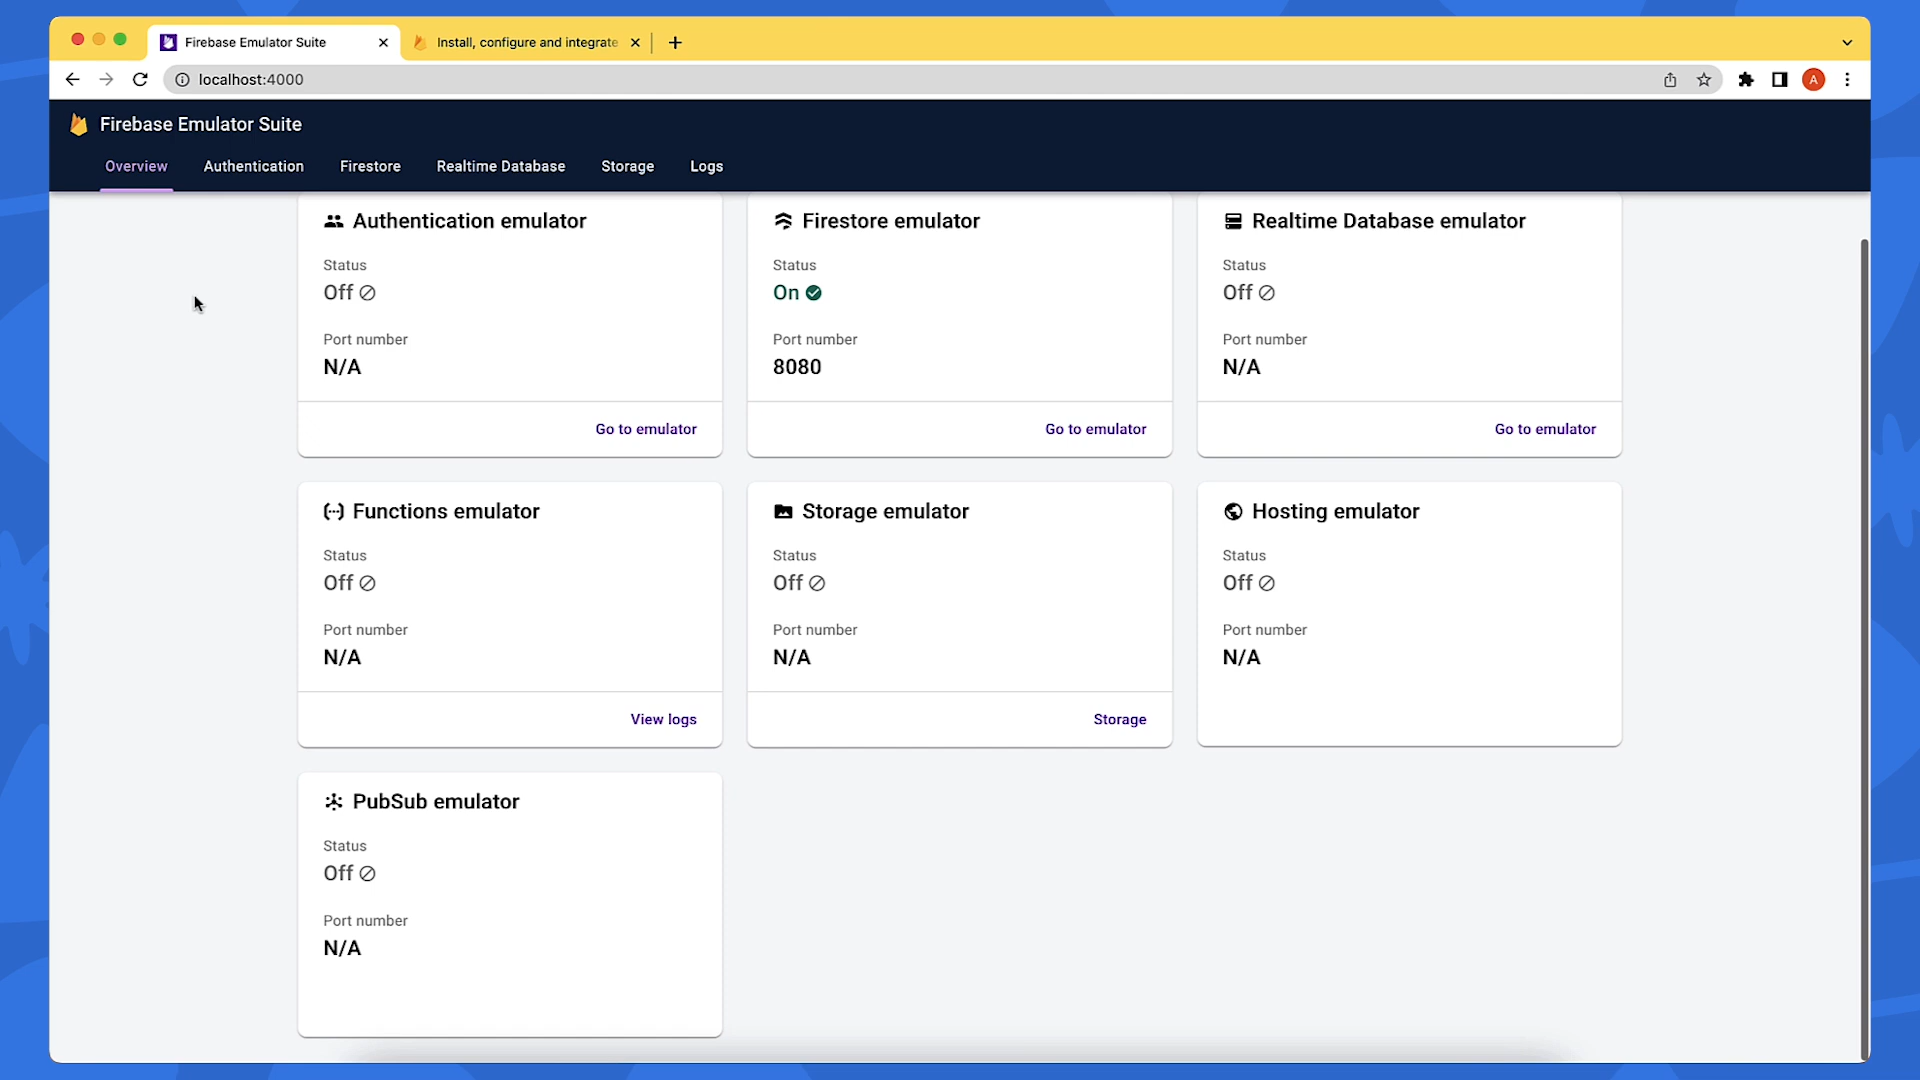 Firebase Emulator Suite
Install, configure and integrate
localhost:4000
A
Firebase Emulator Suite
Overview
Authentication
Firestore
Realtime Database
Storage
Logs
Authentication emulator
Status
Off
Port number
N/A
Go to emulator
Firestore emulator
Status
On
Port number
8080
Go to emulator
Realtime Database emulator
Status
Off
Port number
N/A
Go to emulator
Functions emulator
Status
Off
Port number
N/A
View logs
Storage emulator
Status
Off
Port number
N/A
Storage
Hosting emulator
Status
Off
Port number
N/A
PubSub emulator
Status
Off
Port number
N/A